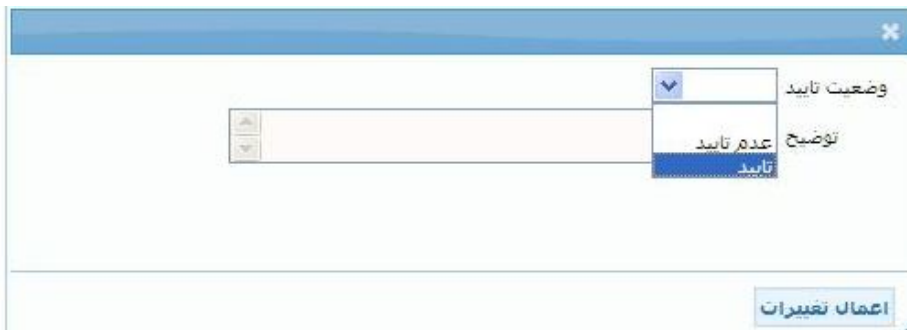 وضعیت تایید
توضیح
عدم تایید
تایید
اعمال تغییرات